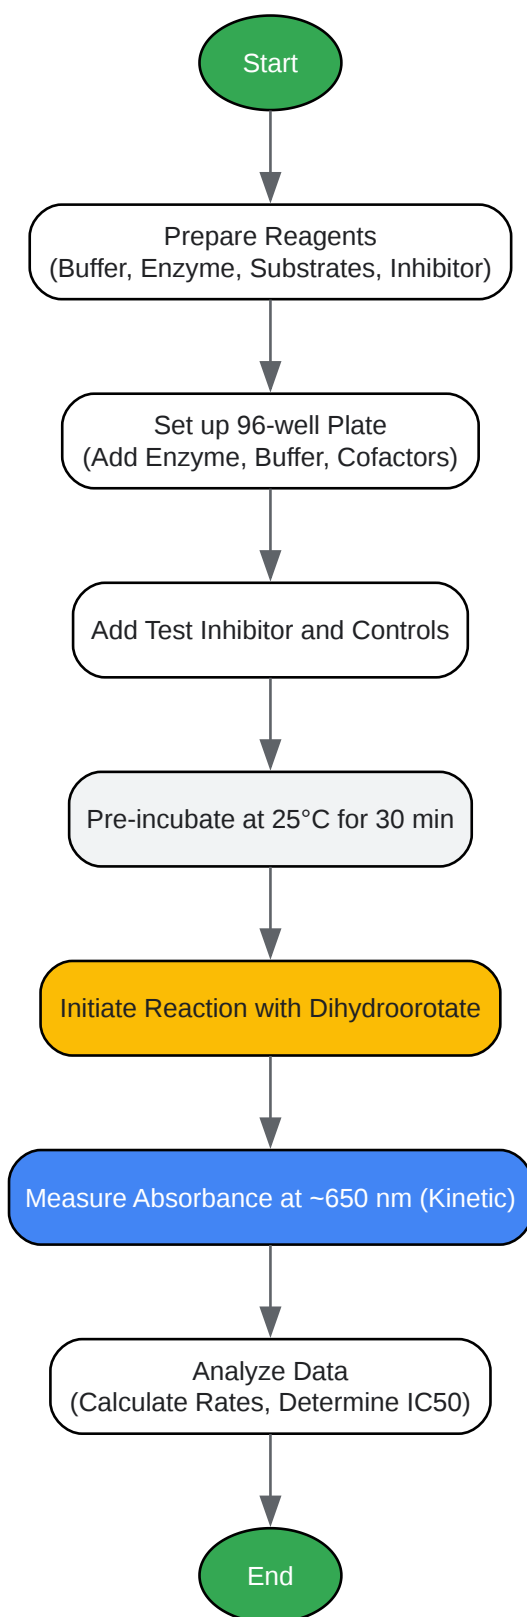 Start
Prepare Reagents
(Buffer, Enzyme, Substrates, Inhibitor)
Set up 96-well Plate
(Add Enzyme, Buffer, Cofactors)
Add Test Inhibitor and Controls
Pre-incubate at 25°C for 30 min
Initiate Reaction with Dihydroorotate
Measure Absorbance at ~650 nm (Kinetic)
Analyze Data
(Calculate Rates, Determine IC50)
End